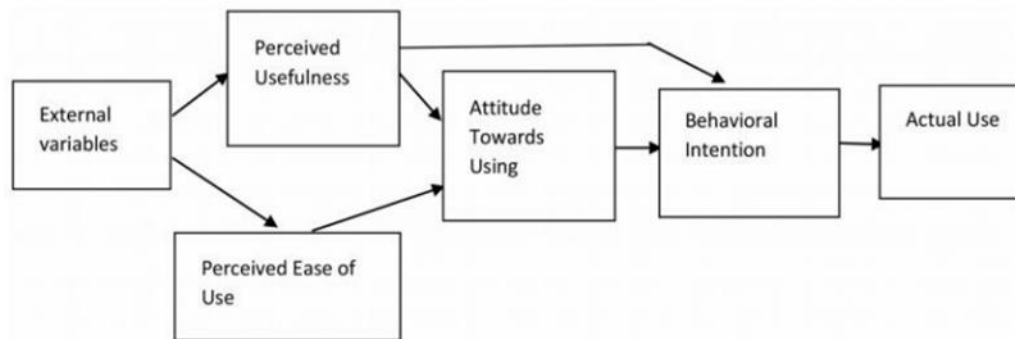 External
variables
Perceived
Usefulness
Perceived Ease of
Use
Attitude
Towards
Using
Behavioral
Intention
Actual Use